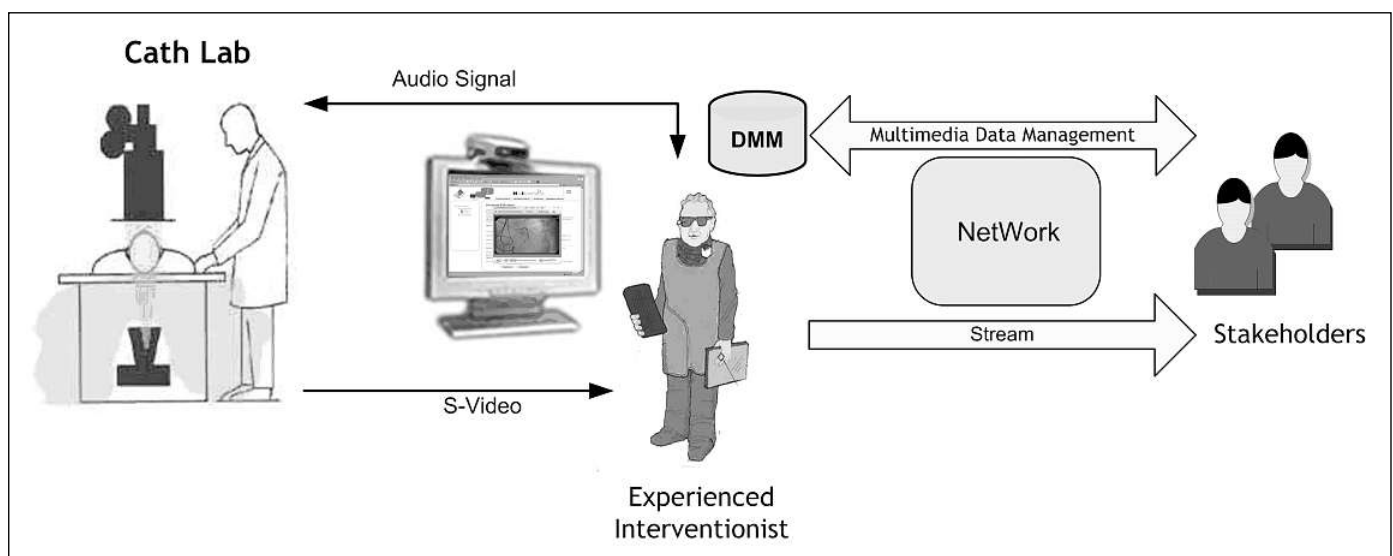 Cath Lab
Audio Signal
DMM
Multimedia Data Management
NetWork
Stream
Stakeholders
S-Video
Experienced
Interventionist